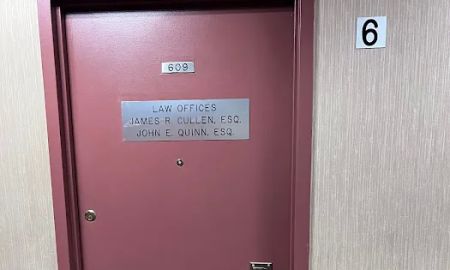 609
LAW OFFICES
JAMES R. CULLEN, ESQ.
JOHN E. QUINN, ESQ.
6